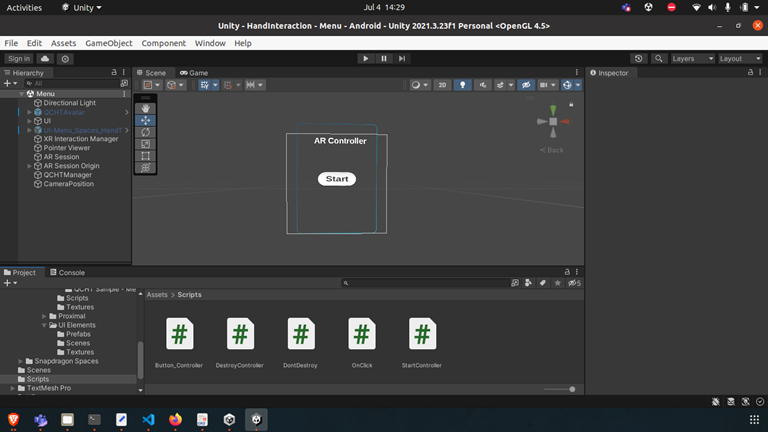 Activities
Unity
Jul 4 14:29
Unity - HandInteraction - Menu - Android - Unity 2021.3.23f1 Personal <OpenGL 4.5>
File Edit Assets GameObject Component Window Help
Sign in
Layers
Layout
Hierarchy
All
Menu
Directional Light
QCHTAvatar
UI
UI-Menu_Spaces_HandT
XR Interaction Manager
Pointer Viewer
AR Session
AR Session Origin
QCHTManager
CameraPosition
Scene
Game
2D
Back
AR Controller
Start
Inspector
Project
Console
5
QCHT Sample - Me
Scripts
Textures
Proximal
UI Elements
Prefabs
Scenes
Textures
Snapdragon Spaces
Scenes
Scripts
TextMesh Pro
Assets > Scripts
Button_Controller
DestroyController
DontDestroy
OnClick
StartController